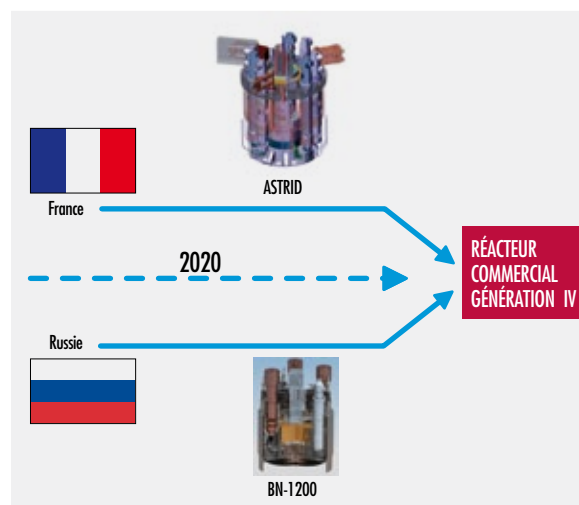 ASTRID
France
2020
RÉACTEUR
COMMERCIAL
GÉNÉRATION IV
Russie
BN-1200